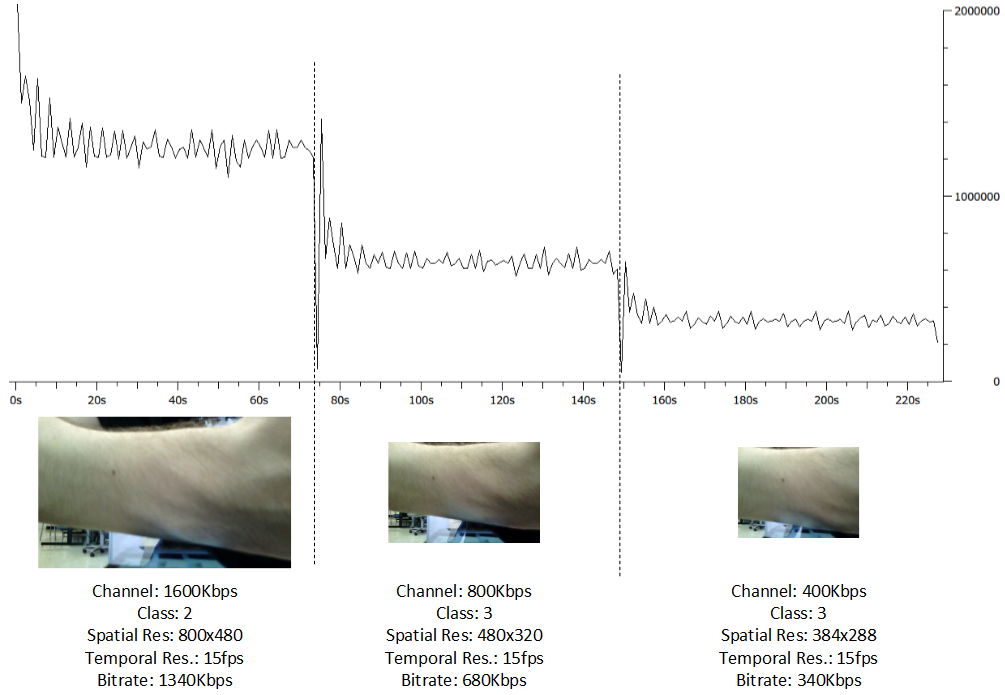 2000000
1000000
0
0s 20s 40s 60s 80s 100s 120s 140s 160s 180s 200s 220s
Channel: 1600Kbps
Class: 2
Spatial Res: 800x480
Temporal Res.: 15fps
Bitrate: 1340Kbps
Channel: 800Kbps
Class: 3
Spatial Res: 480x320
Temporal Res.: 15fps
Bitrate: 680Kbps
Channel: 400Kbps
Class: 3
Spatial Res: 384x288
Temporal Res.: 15fps
Bitrate: 340Kbps